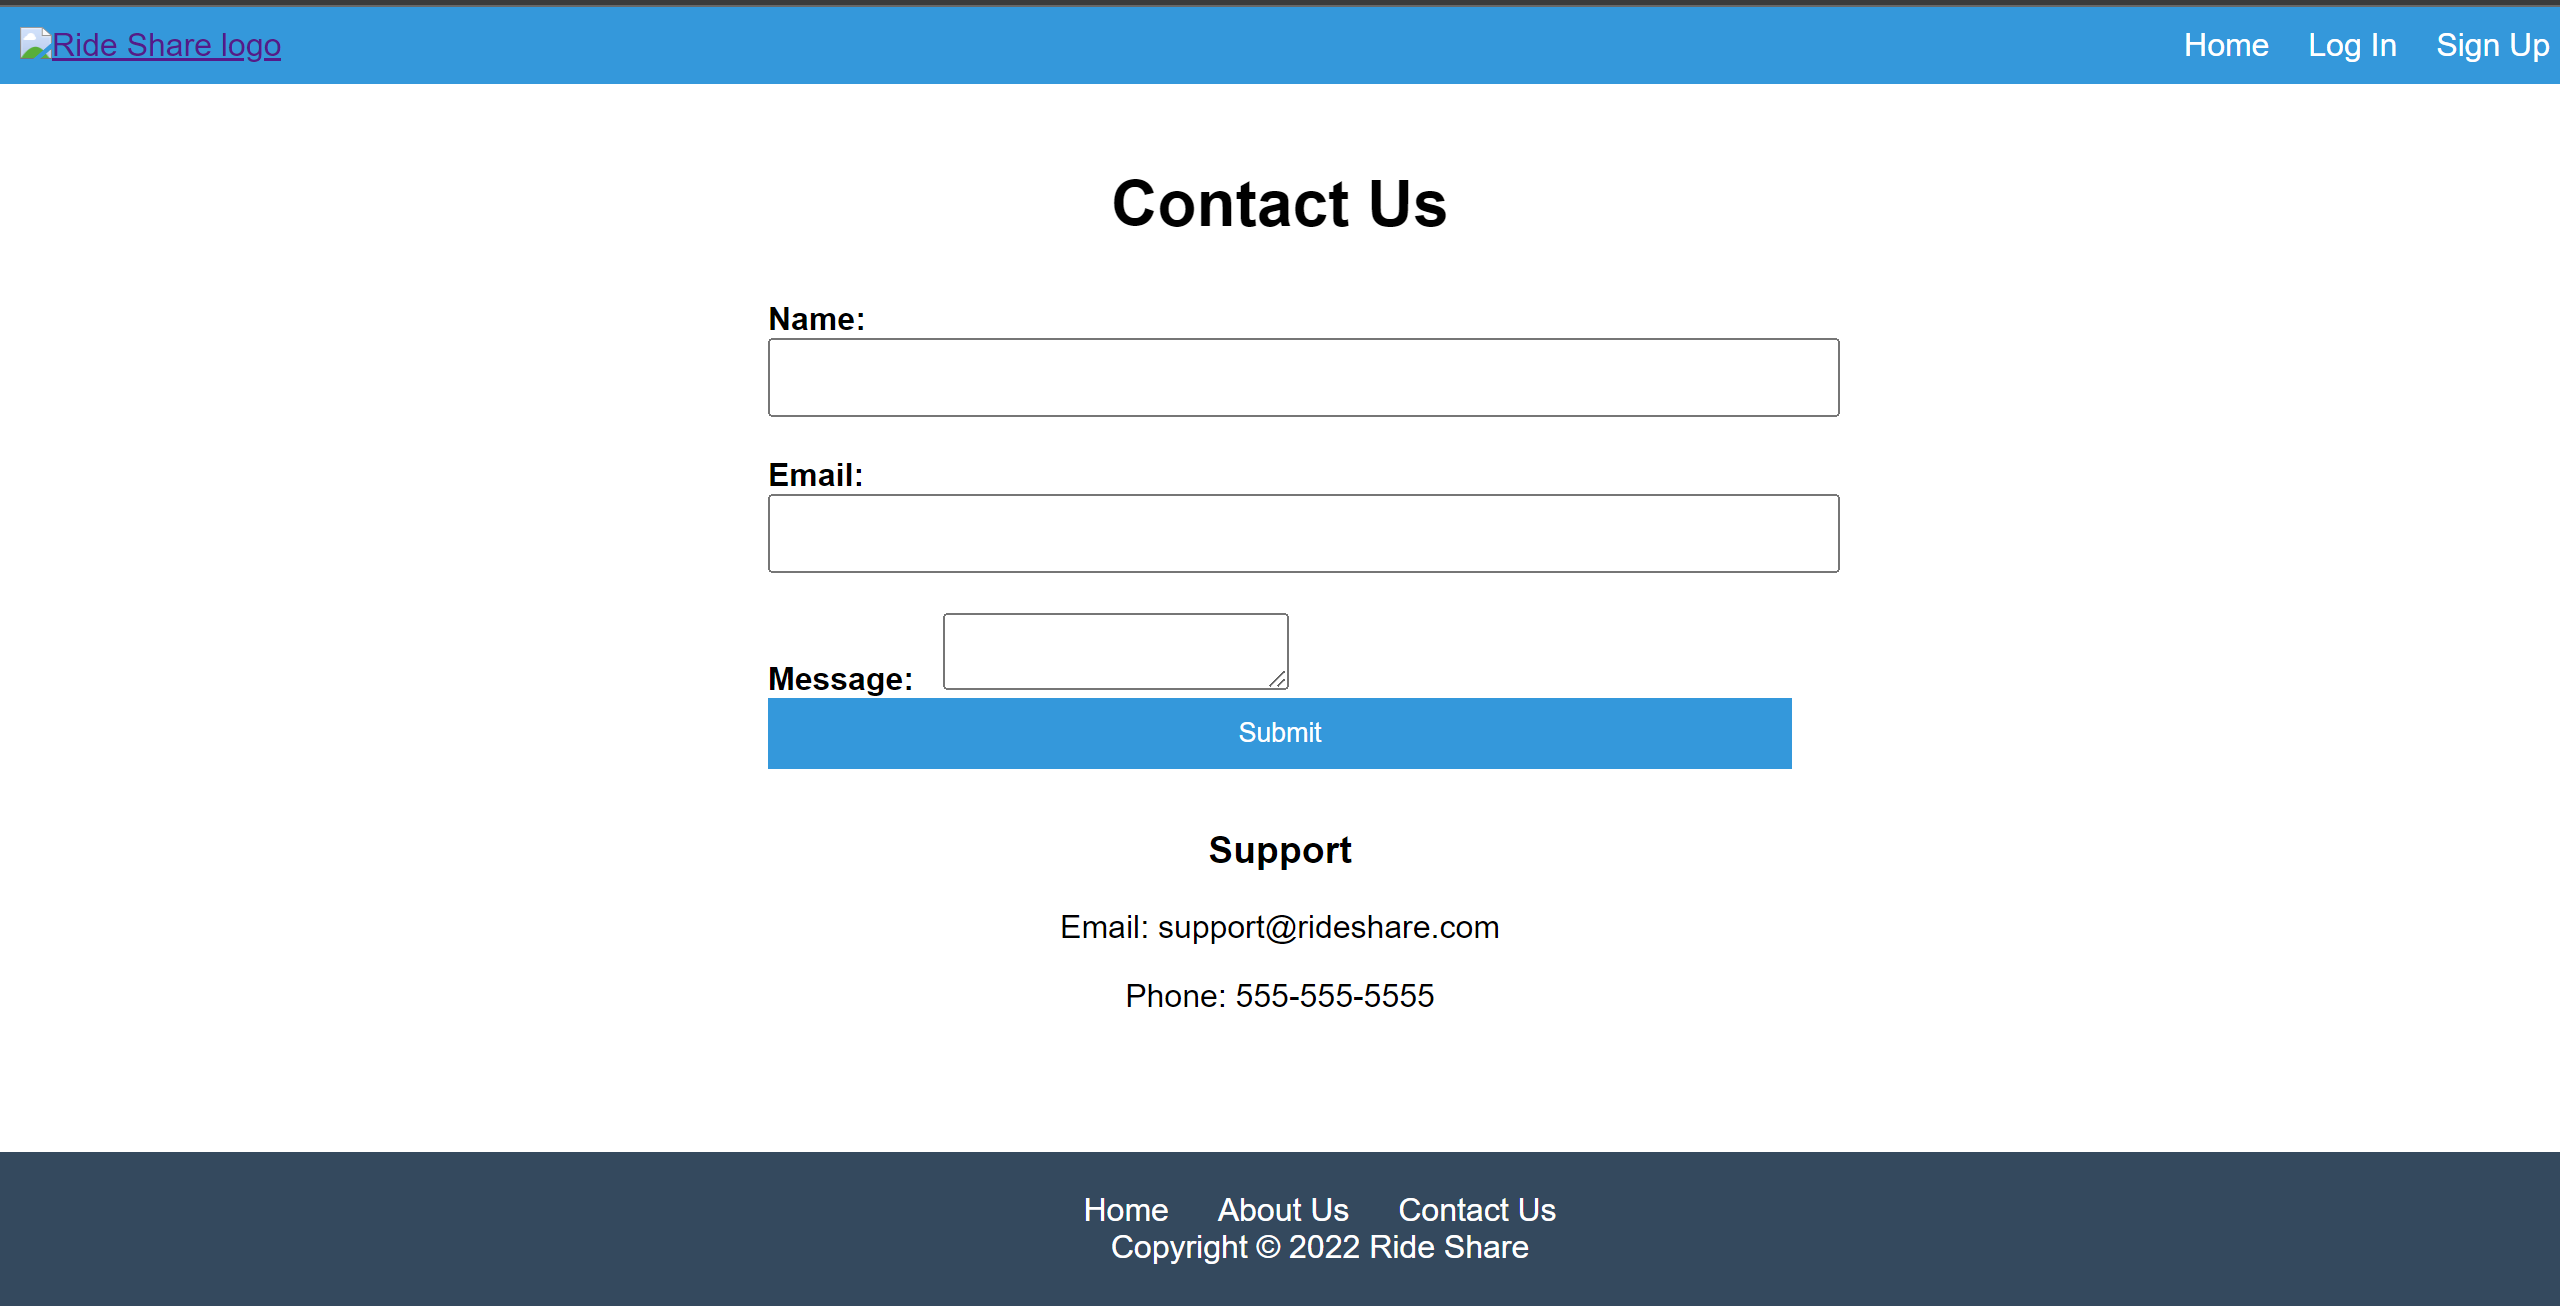 Ride Share logo Home Log In Sign Up
Contact Us
Name:
Email:
Message:
Submit
Support
Email: support@rideshare.com
Phone: 555-555-5555
Home About Us Contact Us
Copyright © 2022 Ride Share